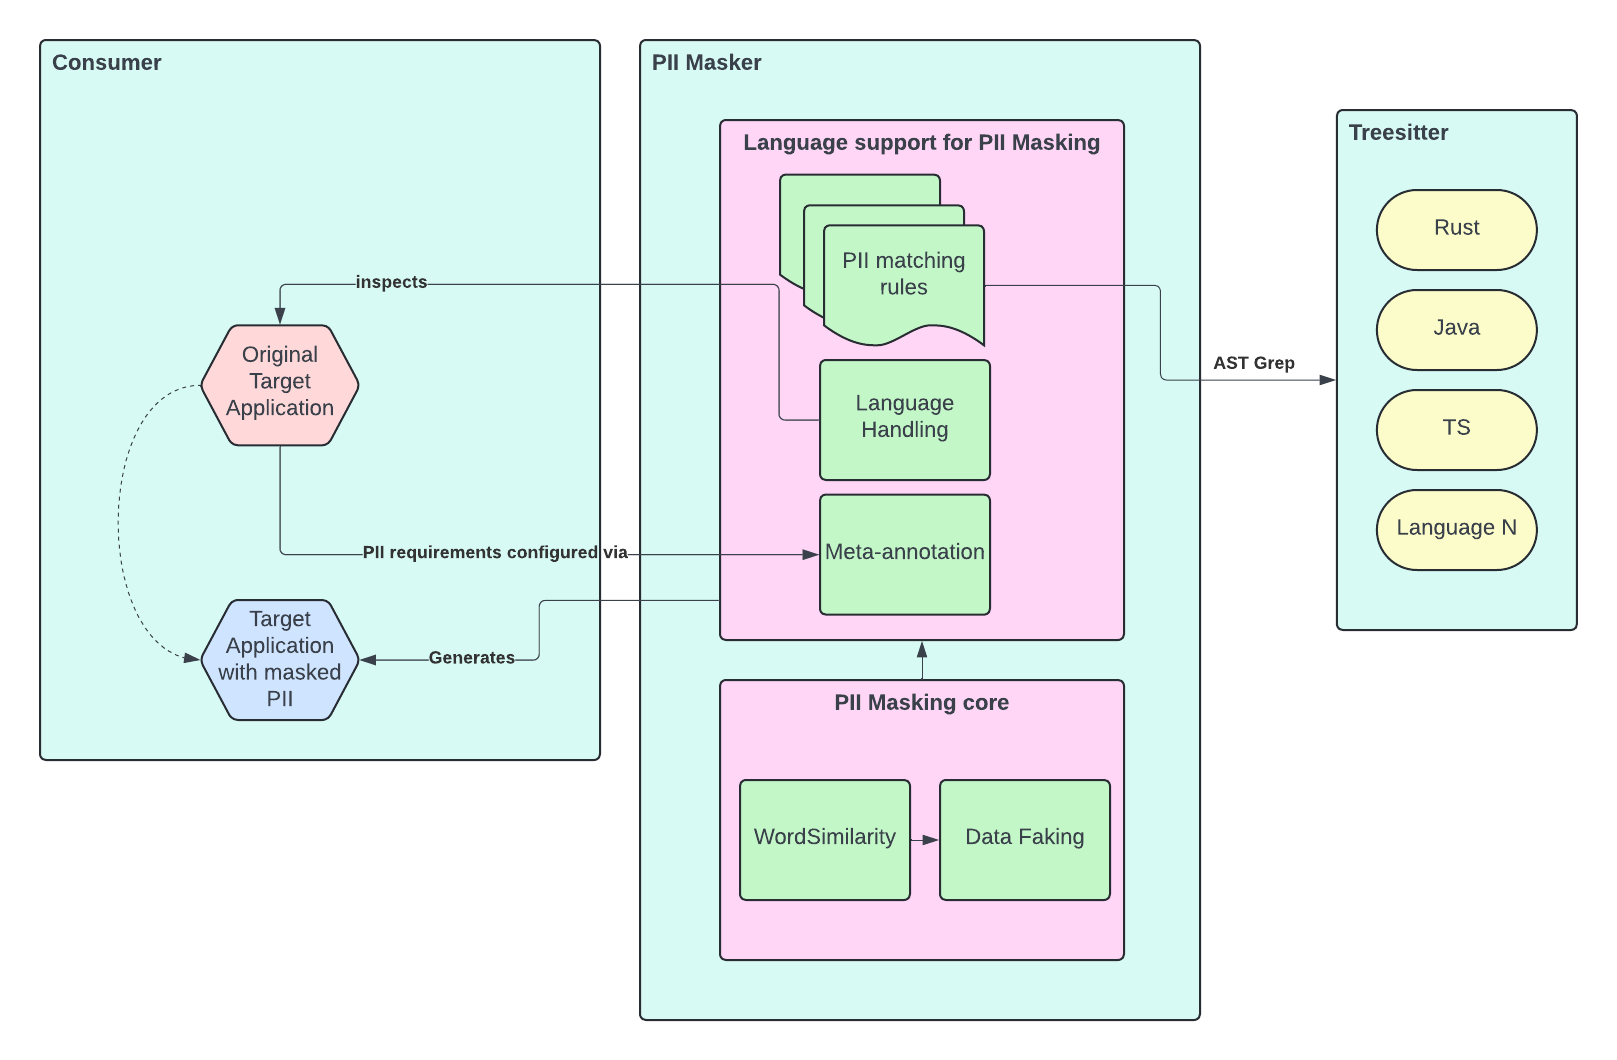 Consumer
inspects
Original
Target
Application
PII requirements configured via
Target
Application
with masked
PII
Generates
PII Masker
Language support for PII Masking
PII matching
rules
Language
Handling
Meta-annotation
PII Masking core
WordSimilarity
Data Faking
AST Grep
Treesitter
Rust
Java
TS
Language N